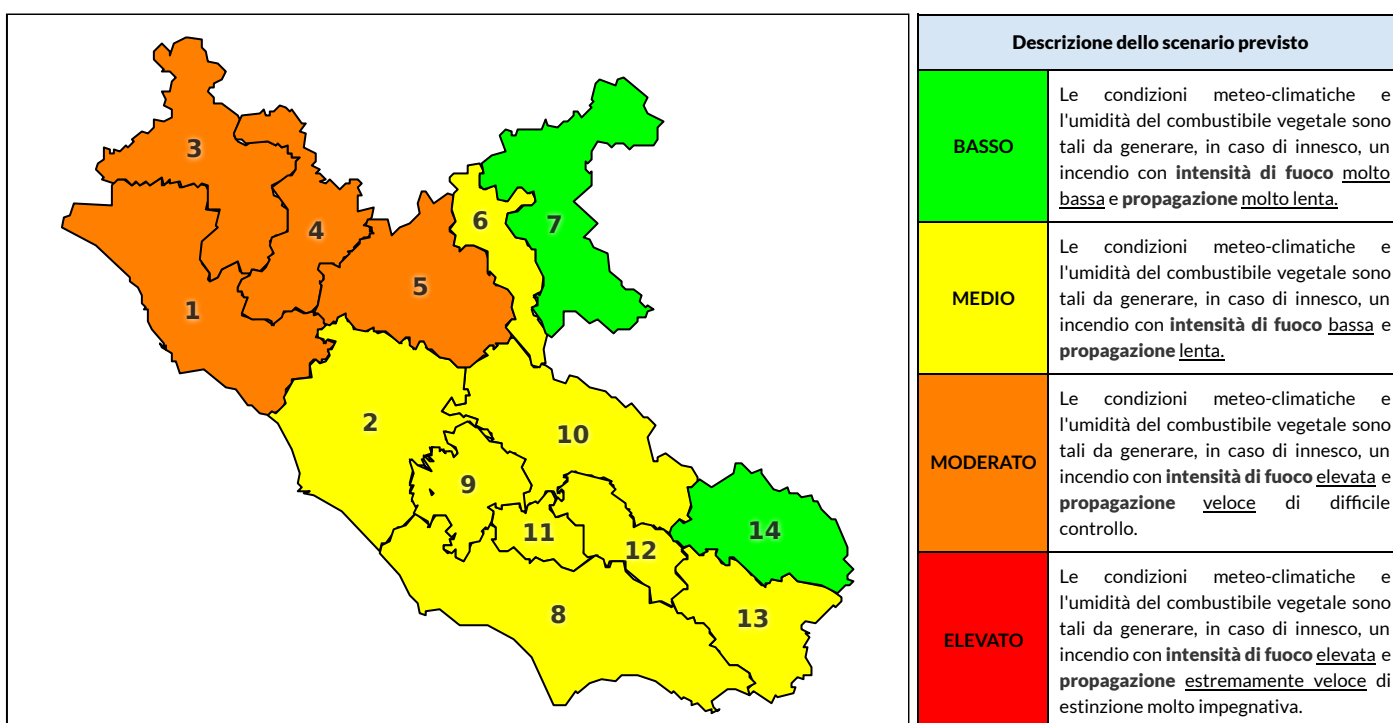 3
6
7
4
5
1
2
10
9
11
12
14
8
13
Descrizione dello scenario previsto
BASSO
Le condizioni meteo-climatiche e
l'umidità del combustibile vegetale sono
tali da generare, in caso di innesco, un
incendio con intensità di fuoco molto
bassa e propagazione molto lenta.
MEDIO
Le condizioni meteo-climatiche e
l'umidità del combustibile vegetale sono
tali da generare, in caso di innesco, un
incendio con intensità di fuoco bassa e
propagazione lenta.
MODERATO
Le condizioni meteo-climatiche e
l'umidità del combustibile vegetale sono
tali da generare, in caso di innesco, un
incendio con intensità di fuoco elevata e
propagazione veloce di difficile
controllo.
ELEVATO
Le condizioni meteo-climatiche e
l'umidità del combustibile vegetale sono
tali da generare, in caso di innesco, un
incendio con intensità di fuoco elevata e
propagazione estremamente veloce di
estinzione molto impegnativa.